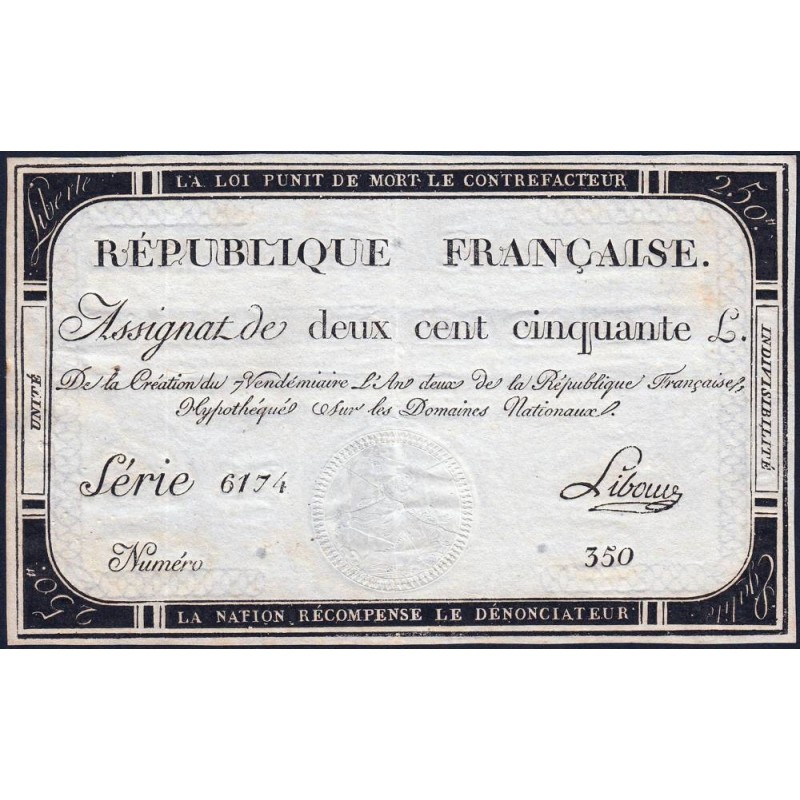 LA LOI PUNIT DE MORT LE CONTREFACTEUR
Liberté
250.tt
RÉPUBLIQUE FRANÇAISE.
Assignat de deux cent cinquante L.
De la Création du 7 Vendémiaire L'An deux de la République Française,
Hypothéqué Sur les Domaines Nationaux.
UNITÉ
INDIVISIBILITÉ
Série 6174
Libour
Numéro 350
250.tt
LA NATION RÉCOMPENSE LE DÉNONCIATEUR